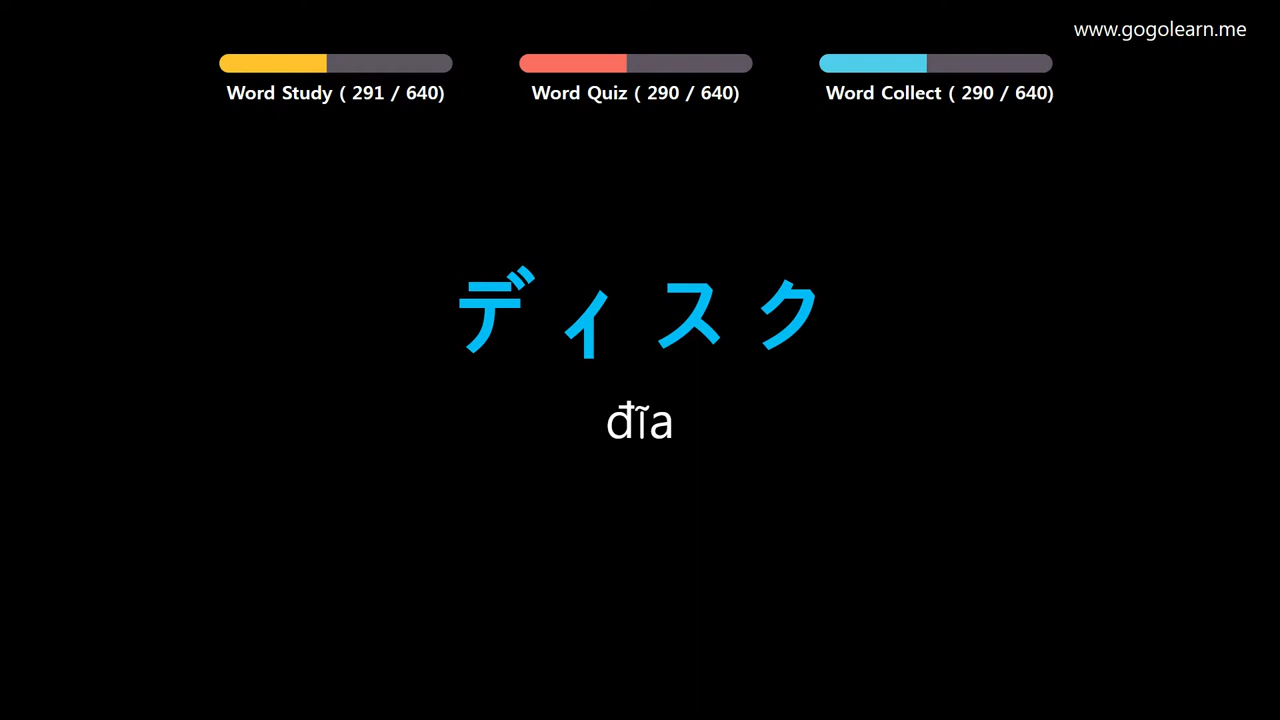 www.gogolearn.me
Word Study ( 291 / 640)
Word Quiz ( 290 / 640)
Word Collect ( 290 / 640)
ディスク
đĩa